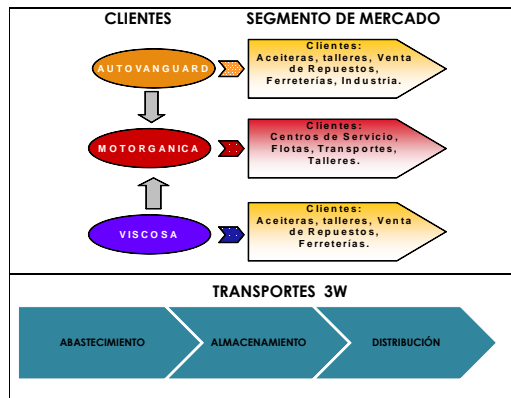 CLIENTES
SEGMENTO DE MERCADO
AUTOVANGUARD
Clientes:
Aceiteras, talleres, Venta
de Repuestos,
Ferreterías, Industria.
MOTORGANICA
Clientes:
Centros de Servicio,
Flotas, Transportes,
Talleres.
VISCOSA
Clientes:
Aceiteras, talleres, Venta
de Repuestos,
Ferreterías.
TRANSPORTES 3W
ABASTECIMIENTO
ALMACENAMIENTO
DISTRIBUCIÓN